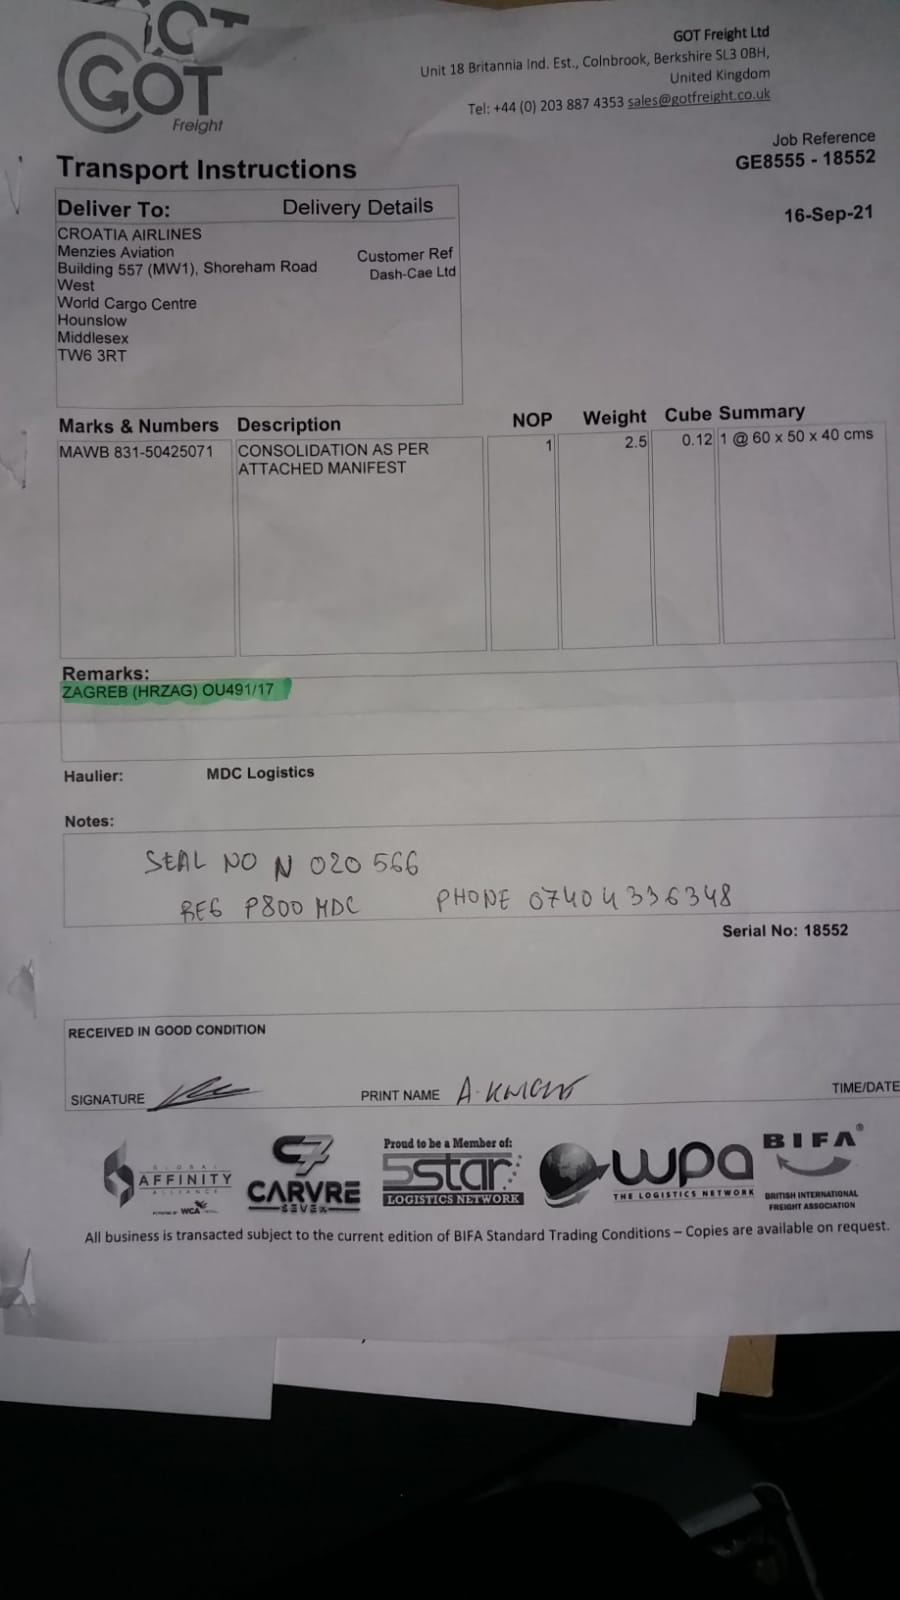 GOT
GOT
Freight
GOT Freight Ltd
Unit 18 Britannia Ind. Est., Colnbrook, Berkshire SL3 0BH,
United Kingdom
Tel: +44 (0) 203 887 4353 sales@gotfreight.co.uk
Job Reference
GE8555 - 18552
Transport Instructions
16-Sep-21
Deliver To: Delivery Details
CROATIA AIRLINES
Menzies Aviation
Building 557 (MW1), Shoreham Road
West
World Cargo Centre
Hounslow
Middlesex
TW6 3RT
Customer Ref
Dash-Cae Ltd
Marks & Numbers Description NOP Weight Cube Summary
MAWB 831-50425071 CONSOLIDATION AS PER 1 2.5 0.12 1 @ 60 x 50 x 40 cms
ATTACHED MANIFEST
Remarks:
ZAGREB (HRZAG) OU491/17
Haulier: MDC Logistics
Notes:
SEAL NO N 020 566
REG P800 MDC PHONE 07404336348
Serial No: 18552
RECEIVED IN GOOD CONDITION
SIGNATURE PRINT NAME A. KNIGHT TIME/DATE
GLOBAL
AFFINITY
ALLIANCE
WCA
C7
CARVRE
SEVEN
Proud to be a Member of:
5star
LOGISTICS NETWORK
wpa
THE LOGISTICS NETWORK
BIFA®
BRITISH INTERNATIONAL
FREIGHT ASSOCIATION
All business is transacted subject to the current edition of BIFA Standard Trading Conditions – Copies are available on request.